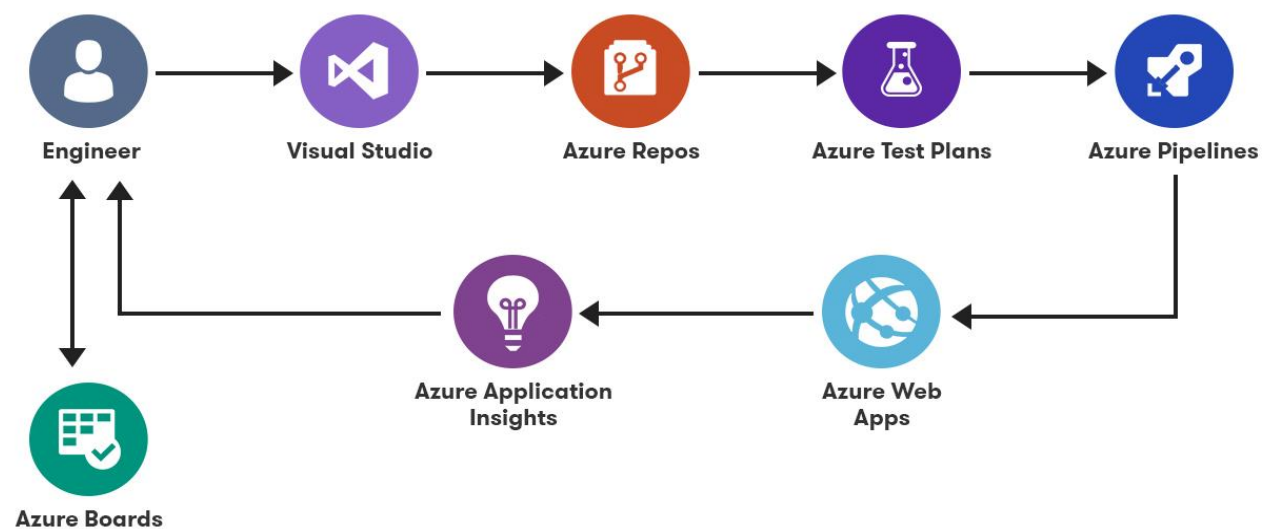 Engineer
Visual Studio
Azure Repos
Azure Test Plans
Azure Pipelines
Azure Application
Insights
Azure Web
Apps
Azure Boards